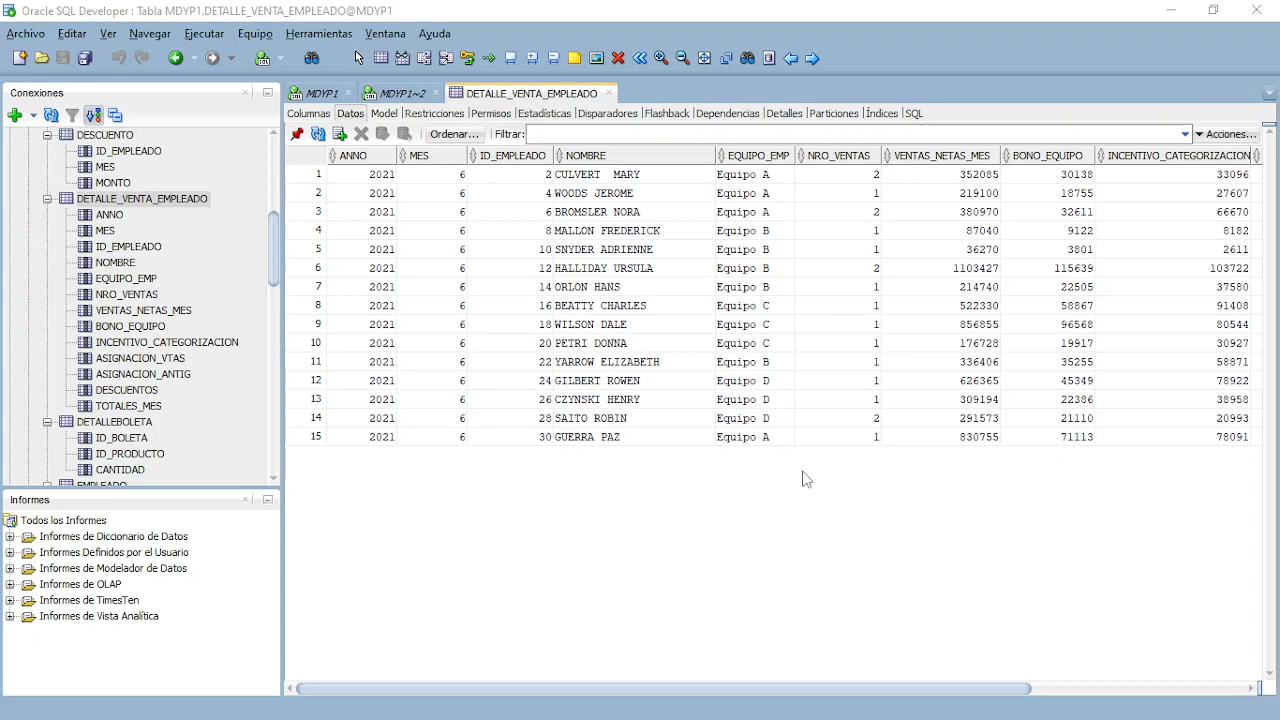 Oracle SQL Developer : Tabla MDYP1.DETALLE_VENTA_EMPLEADO@MDYP1
Archivo Editar Ver Navegar Ejecutar Equipo Herramientas Ventana Ayuda
Conexiones
DESCUENTO
ID_EMPLEADO
MES
MONTO
DETALLE_VENTA_EMPLEADO
ANNO
MES
ID_EMPLEADO
NOMBRE
EQUIPO_EMP
NRO_VENTAS
VENTAS_NETAS_MES
BONO_EQUIPO
INCENTIVO_CATEGORIZACION
ASIGNACION_VTAS
ASIGNACION_ANTIG
DESCUENTOS
TOTALES_MES
DETALLEBOLETA
ID_BOLETA
ID_PRODUCTO
CANTIDAD
EMPLEADO
Informes
Todos los Informes
Informes de Diccionario de Datos
Informes Definidos por el Usuario
Informes de Modelador de Datos
Informes de OLAP
Informes de TimesTen
Informes de Vista Analítica
MDYP1 MDYP1~2 DETALLE_VENTA_EMPLEADO
Columnas Datos Model Restricciones Permisos Estadísticas Disparadores Flashback Dependencias Detalles Particiones Índices SQL
Ordenar... Filtrar: Acciones...
ANNO MES ID_EMPLEADO NOMBRE EQUIPO_EMP NRO_VENTAS VENTAS_NETAS_MES BONO_EQUIPO INCENTIVO_CATEGORIZACION
1 2021 6 2 CULVERT  MARY Equipo A 2 352085 30138 33096
2 2021 6 4 WOODS JEROME Equipo A 1 219100 18755 27607
3 2021 6 6 BROMSLER NORA Equipo A 2 380970 32611 66670
4 2021 6 8 MALLON FREDERICK Equipo B 1 87040 9122 8182
5 2021 6 10 SNYDER ADRIENNE Equipo B 1 36270 3801 2611
6 2021 6 12 HALLIDAY URSULA Equipo B 2 1103427 115639 103722
7 2021 6 14 ORLON HANS Equipo B 1 214740 22505 37580
8 2021 6 16 BEATTY CHARLES Equipo C 1 522330 58867 91408
9 2021 6 18 WILSON DALE Equipo C 1 856855 96568 80544
10 2021 6 20 PETRI DONNA Equipo C 1 176728 19917 30927
11 2021 6 22 YARROW ELIZABETH Equipo B 1 336406 35255 58871
12 2021 6 24 GILBERT ROWEN Equipo D 1 626365 45349 78922
13 2021 6 26 CZYNSKI HENRY Equipo D 1 309194 22386 38958
14 2021 6 28 SAITO ROBIN Equipo D 2 291573 21110 20993
15 2021 6 30 GUERRA PAZ Equipo A 1 830755 71113 78091